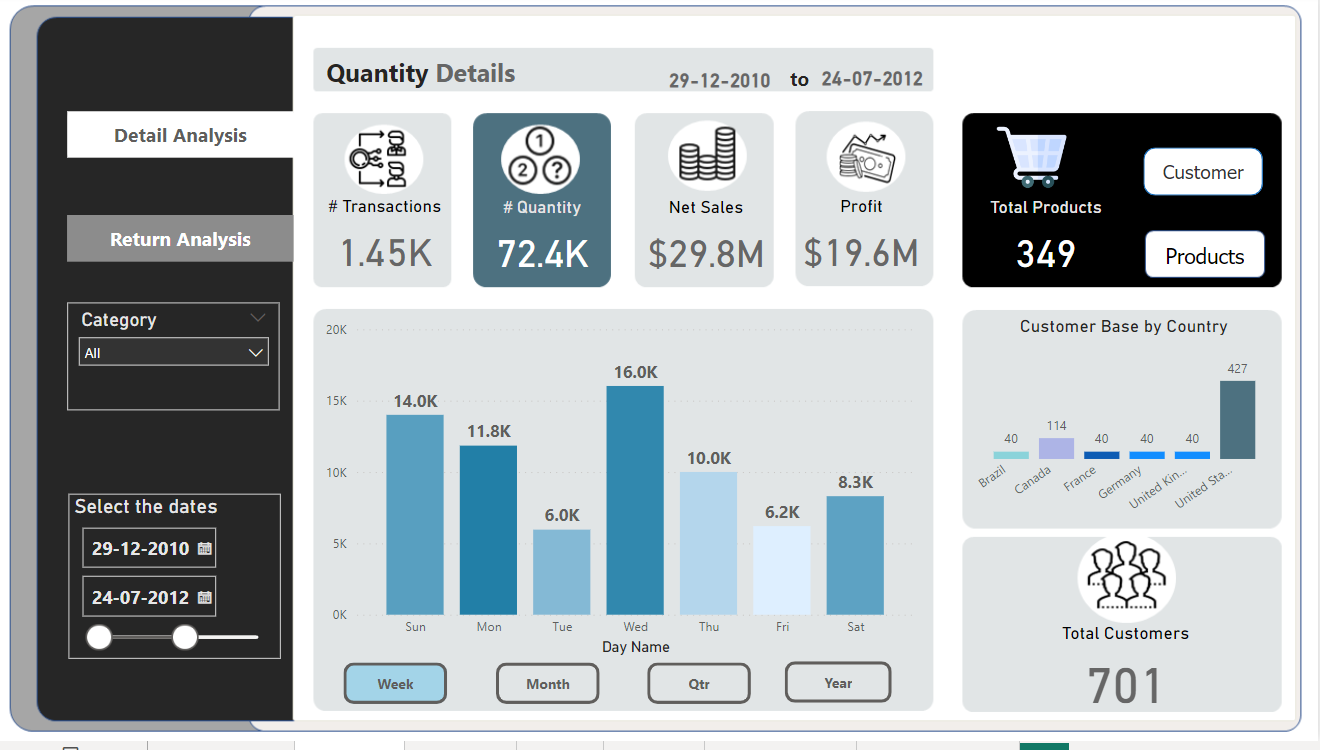 Quantity Details
29-12-2010 to 24-07-2012
Detail Analysis
Return Analysis
Category
All
Select the dates
29-12-2010
24-07-2012
1
2 ?
# Transactions
1.45K
# Quantity
72.4K
Net Sales
$29.8M
Profit
$19.6M
Total Products
349
Customer
Products
20K
15K
10K
5K
0K
14.0K
11.8K
6.0K
16.0K
10.0K
6.2K
8.3K
Sun Mon Tue Wed Thu Fri Sat
Day Name
Week Month Qtr Year
Customer Base by Country
40 114 40 40 40 427
Brazil Canada France Germany United Kin... United Sta...
Total Customers
701